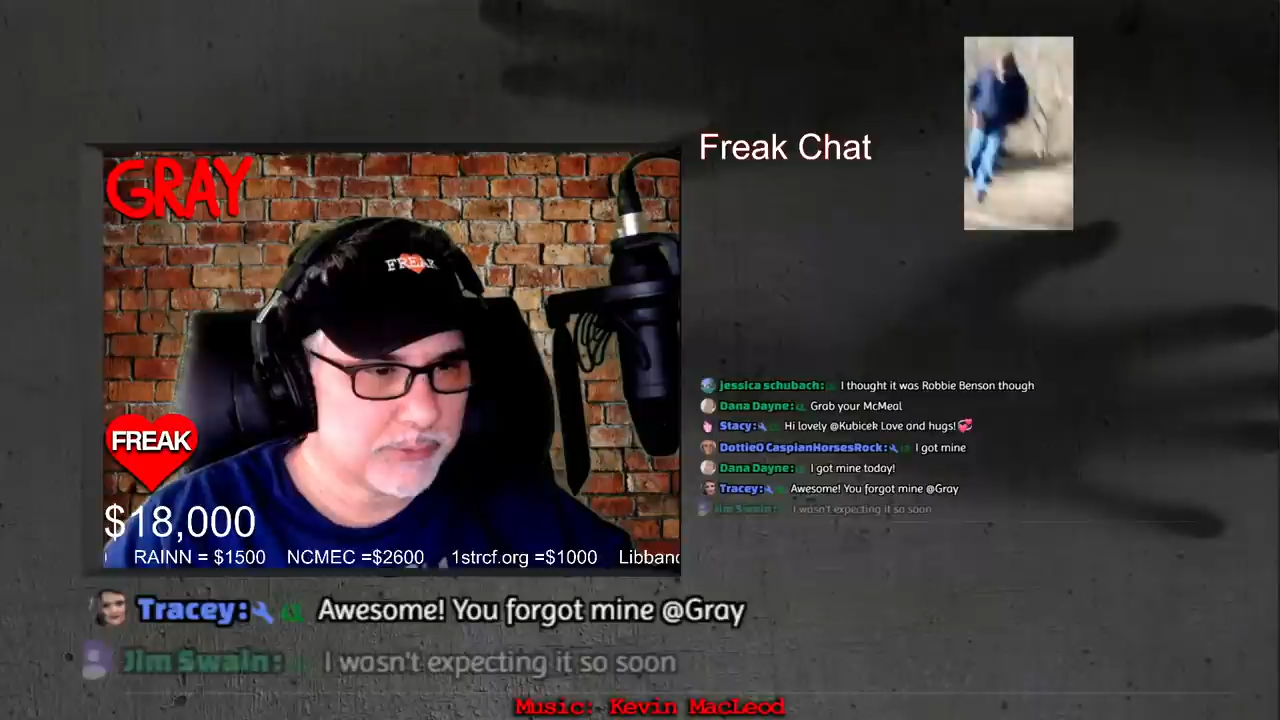 GRAY
FREAK
FREAK
$18,000
RAINN = $1500 NCMEC =$2600 1strcf.org =$1000 Libband
Freak Chat
jessica schubach: I thought it was Robbie Benson though
Dana Dayne: Grab your McMeal
Stacy: Hi lovely @Kubicek Love and hugs!
DottieO CaspianHorsesRock: I got mine
Dana Dayne: I got mine today!
Tracey: Awesome! You forgot mine @Gray
Jim Swain: I wasn't expecting it so soon
Tracey: Awesome! You forgot mine @Gray
Jim Swain: I wasn't expecting it so soon
Music: Kevin MacLeod